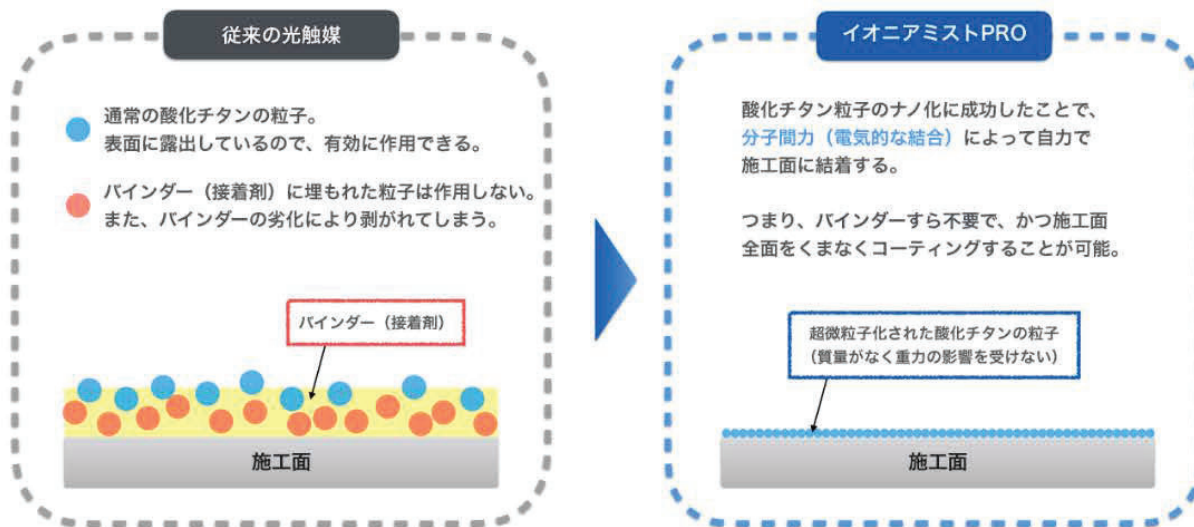 従来の光触媒
通常の酸化チタンの粒子。
表面に露出しているので、有効に作用できる。
バインダー（接着剤）に埋もれた粒子は作用しない。
また、バインダーの劣化により剥がれてしまう。
バインダー（接着剤）
施工面
イオニアミストPRO
酸化チタン粒子のナノ化に成功したことで、
分子間力（電気的な結合）によって自力で
施工面に結着する。
つまり、バインダーすら不要で、かつ施工面
全面をくまなくコーティングすることが可能。
超微粒子化された酸化チタンの粒子
（質量がなく重力の影響を受けない）
施工面